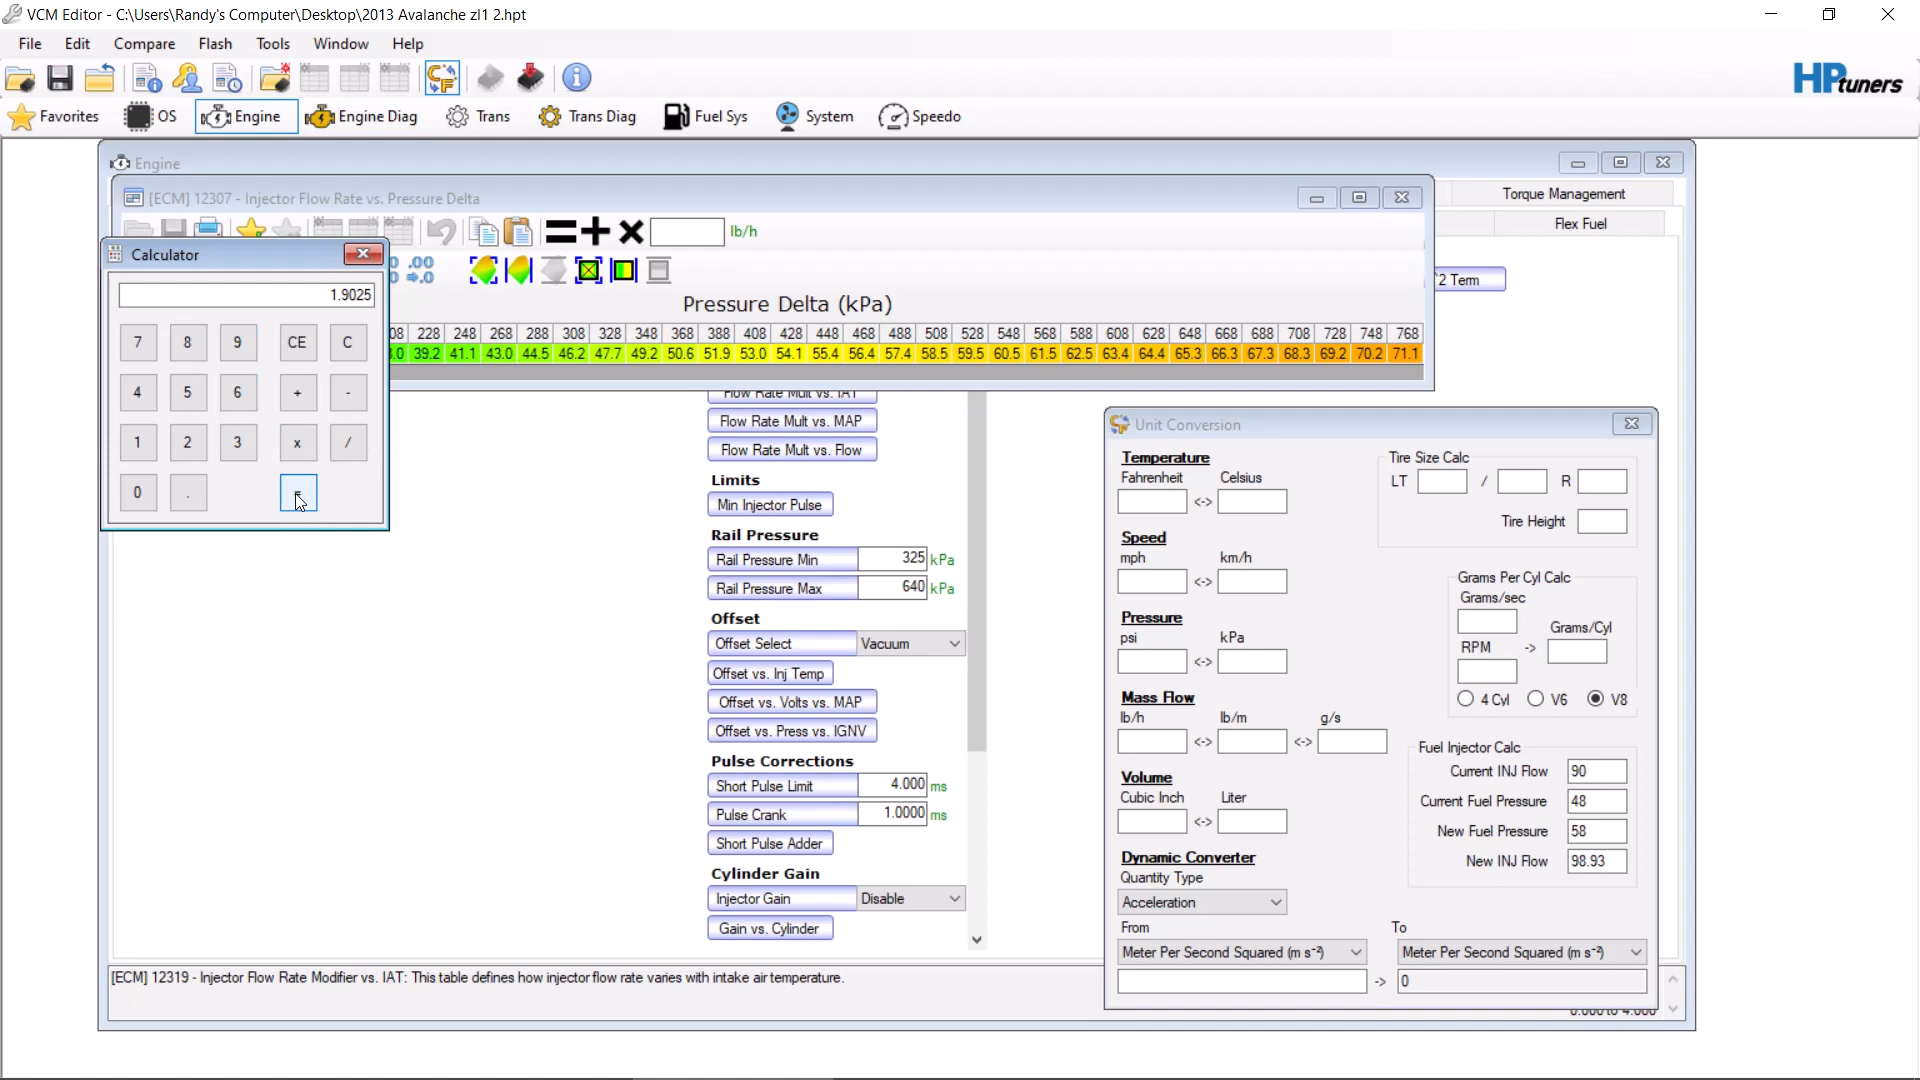 VCM Editor - C:\Users\Randy's Computer\Desktop\2013 Avalanche zl1 2.hpt
File Edit Compare Flash Tools Window Help
HPtuners
Favorites OS Engine Engine Diag Trans Trans Diag Fuel Sys System Speedo
Engine
[ECM] 12307 - Injector Flow Rate vs. Pressure Delta
Torque Management
lb/h
Flex Fuel
Calculator
^2 Term
1.9025
Pressure Delta (kPa)
08 228 248 268 288 308 328 348 368 388 408 428 448 468 488 508 528 548 568 588 608 628 648 668 688 708 728 748 768
.0 39.2 41.1 43.0 44.5 46.2 47.7 49.2 50.6 51.9 53.0 54.1 55.4 56.4 57.4 58.5 59.5 60.5 61.5 62.5 63.4 64.4 65.3 66.3 67.3 68.3 69.2 70.2 71.1
7 8 9 CE C
4 5 6 + -
1 2 3 x /
0 . =
Flow Rate Mult vs. IAT
Flow Rate Mult vs. MAP
Flow Rate Mult vs. Flow
Limits
Min Injector Pulse
Rail Pressure
Rail Pressure Min 325 kPa
Rail Pressure Max 640 kPa
Offset
Offset Select Vacuum
Offset vs. Inj Temp
Offset vs. Volts vs. MAP
Offset vs. Press vs. IGNV
Pulse Corrections
Short Pulse Limit 4.000 ms
Pulse Crank 1.0000 ms
Short Pulse Adder
Cylinder Gain
Injector Gain Disable
Gain vs. Cylinder
Unit Conversion
Temperature
Fahrenheit Celsius
<->
Speed
mph km/h
<->
Pressure
psi kPa
<->
Mass Flow
lb/h lb/m g/s
<-> <->
Volume
Cubic Inch Liter
<->
Dynamic Converter
Quantity Type
Acceleration
From To
Meter Per Second Squared (m s⁻²) Meter Per Second Squared (m s⁻²)
-> 0
Tire Size Calc
LT / R
Tire Height
Grams Per Cyl Calc
Grams/sec
Grams/Cyl
RPM ->
4 Cyl V6 V8
Fuel Injector Calc
Current INJ Flow 90
Current Fuel Pressure 48
New Fuel Pressure 58
New INJ Flow 98.93
[ECM] 12319 - Injector Flow Rate Modifier vs. IAT: This table defines how injector flow rate varies with intake air temperature.
0.000 to 4.000